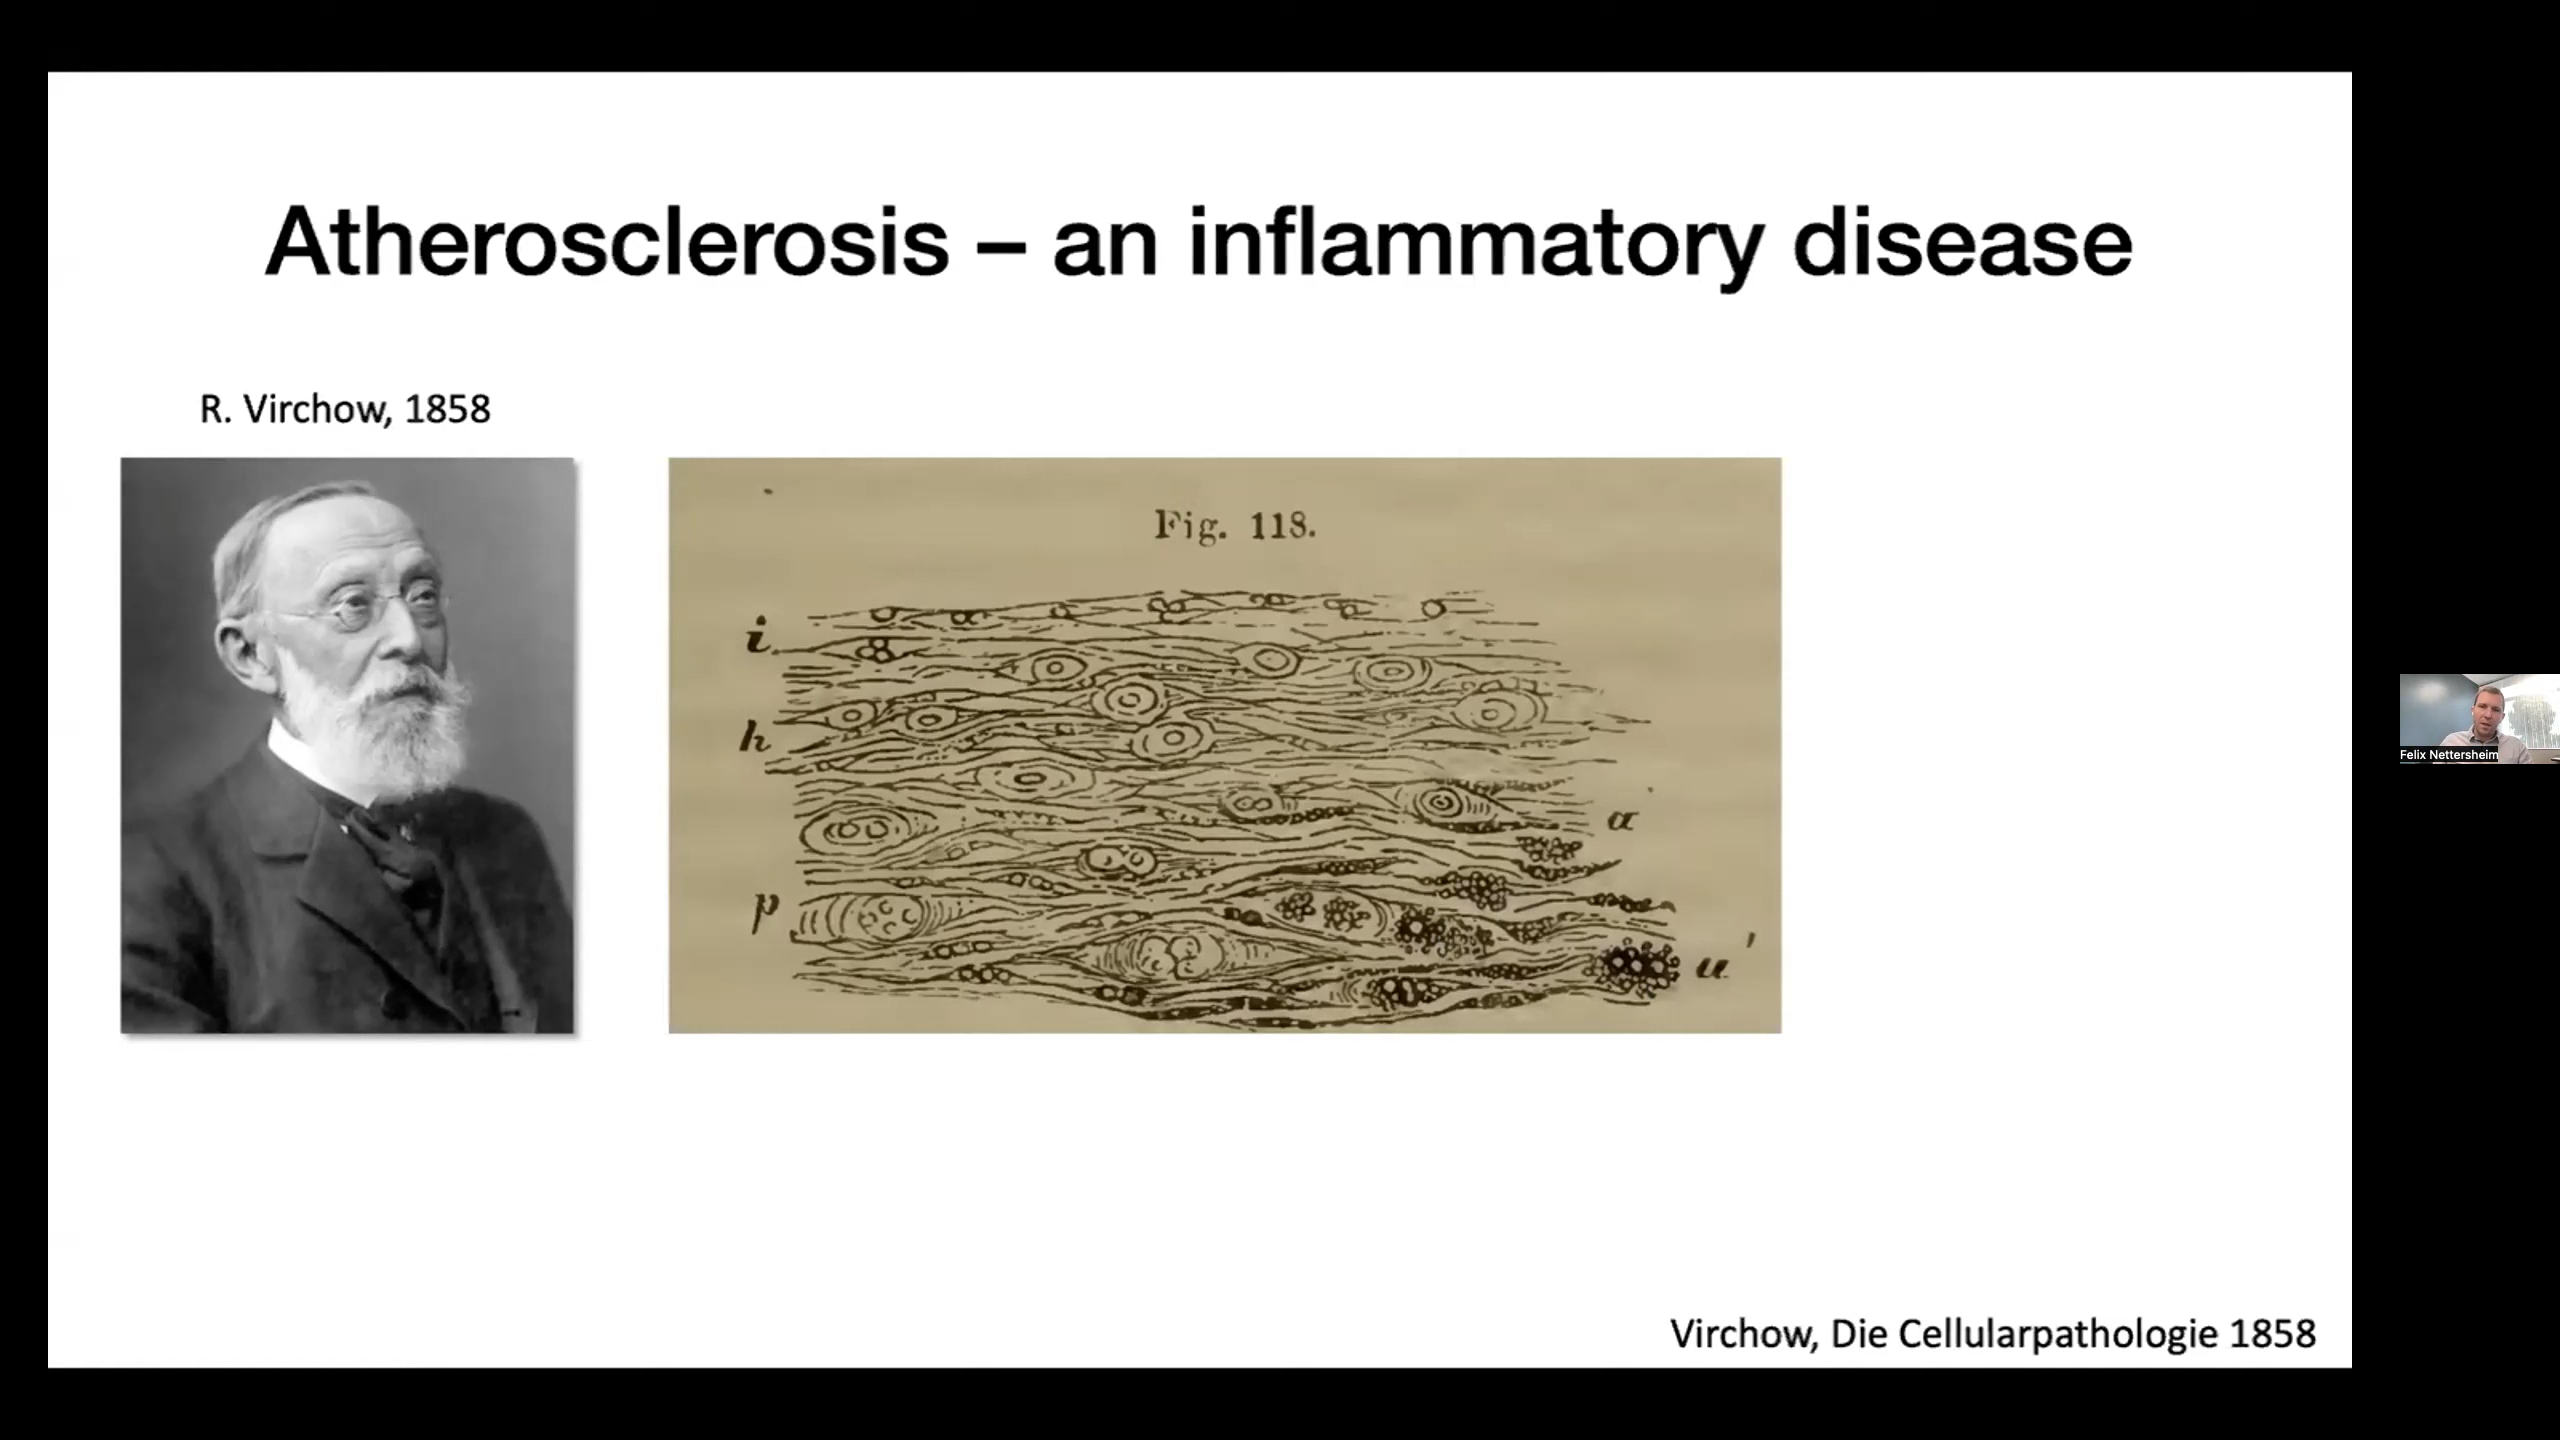 Atherosclerosis – an inflammatory disease
R. Virchow, 1858
Fig. 118.
i
h
a
p
a'
Virchow, Die Cellularpathologie 1858
Felix Nettersheim